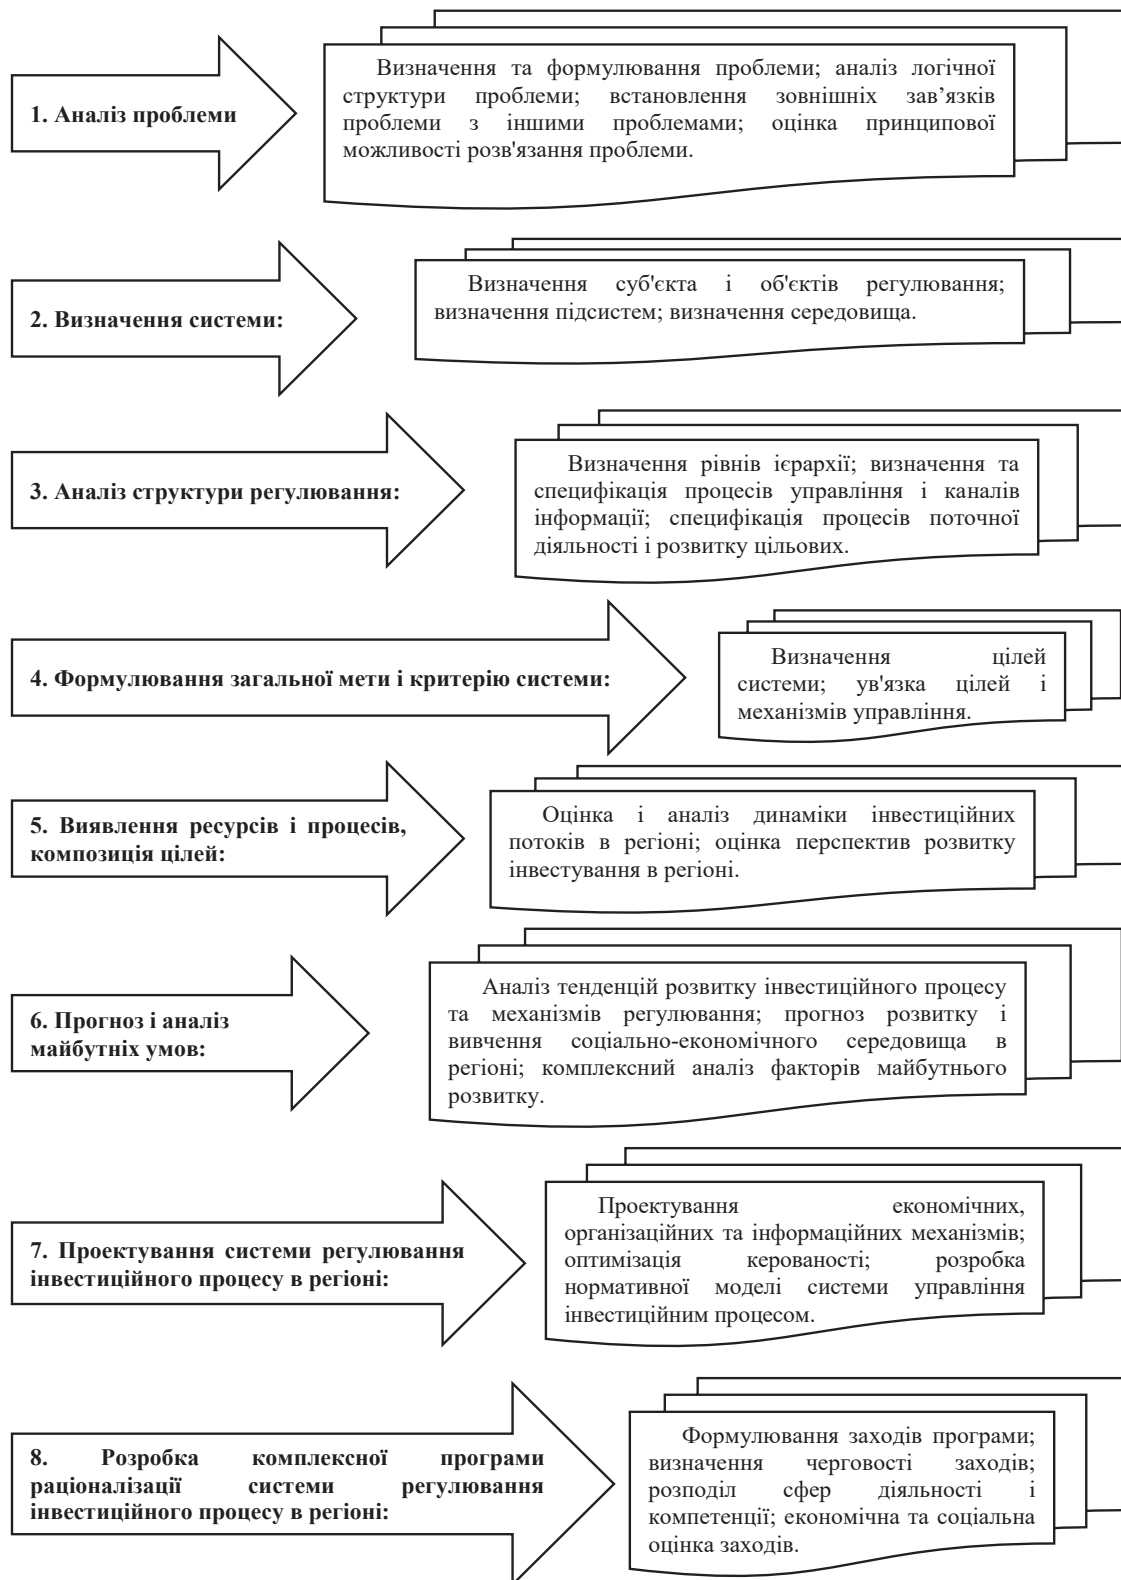 1. Аналіз проблеми
Визначення та формулювання проблеми; аналіз логічної
структури проблеми; встановлення зовнішніх зав’язків
проблеми з іншими проблемами; оцінка принципової
можливості розв'язання проблеми.
2. Визначення системи:
Визначення суб'єкта і об'єктів регулювання;
визначення підсистем; визначення середовища.
3. Аналіз структури регулювання:
Визначення рівнів ієрархії; визначення та
специфікація процесів управління і каналів
інформації; специфікація процесів поточної
діяльності і розвитку цільових.
4. Формулювання загальної мети і критерію системи:
Визначення цілей
системи; ув'язка цілей і
механізмів управління.
5. Виявлення ресурсів і процесів,
композиція цілей:
Оцінка і аналіз динаміки інвестиційних
потоків в регіоні; оцінка перспектив розвитку
інвестування в регіоні.
6. Прогноз і аналіз
майбутніх умов:
Аналіз тенденцій розвитку інвестиційного процесу
та механізмів регулювання; прогноз розвитку і
вивчення соціально-економічного середовища в
регіоні; комплексний аналіз факторів майбутнього
розвитку.
7. Проектування системи регулювання
інвестиційного процесу в регіоні:
Проектування економічних,
організаційних та інформаційних механізмів;
оптимізація керованості; розробка
нормативної моделі системи управління
інвестиційним процесом.
8. Розробка комплексної програми
раціоналізації системи регулювання
інвестиційного процесу в регіоні:
Формулювання заходів програми;
визначення черговості заходів;
розподіл сфер діяльності і
компетенції; економічна та соціальна
оцінка заходів.